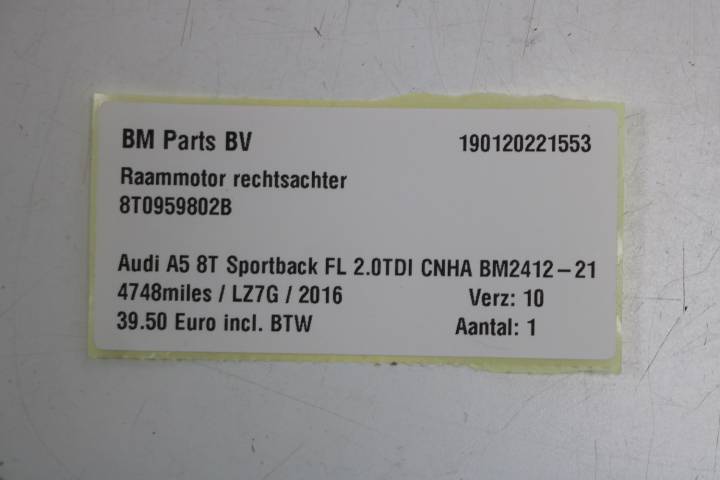 BM Parts BV 190120221553
Raammotor rechtsachter
8T0959802B
Audi A5 8T Sportback FL 2.0TDI CNHA BM2412-21
4748miles / LZ7G / 2016 Verz: 10
39.50 Euro incl. BTW Aantal: 1